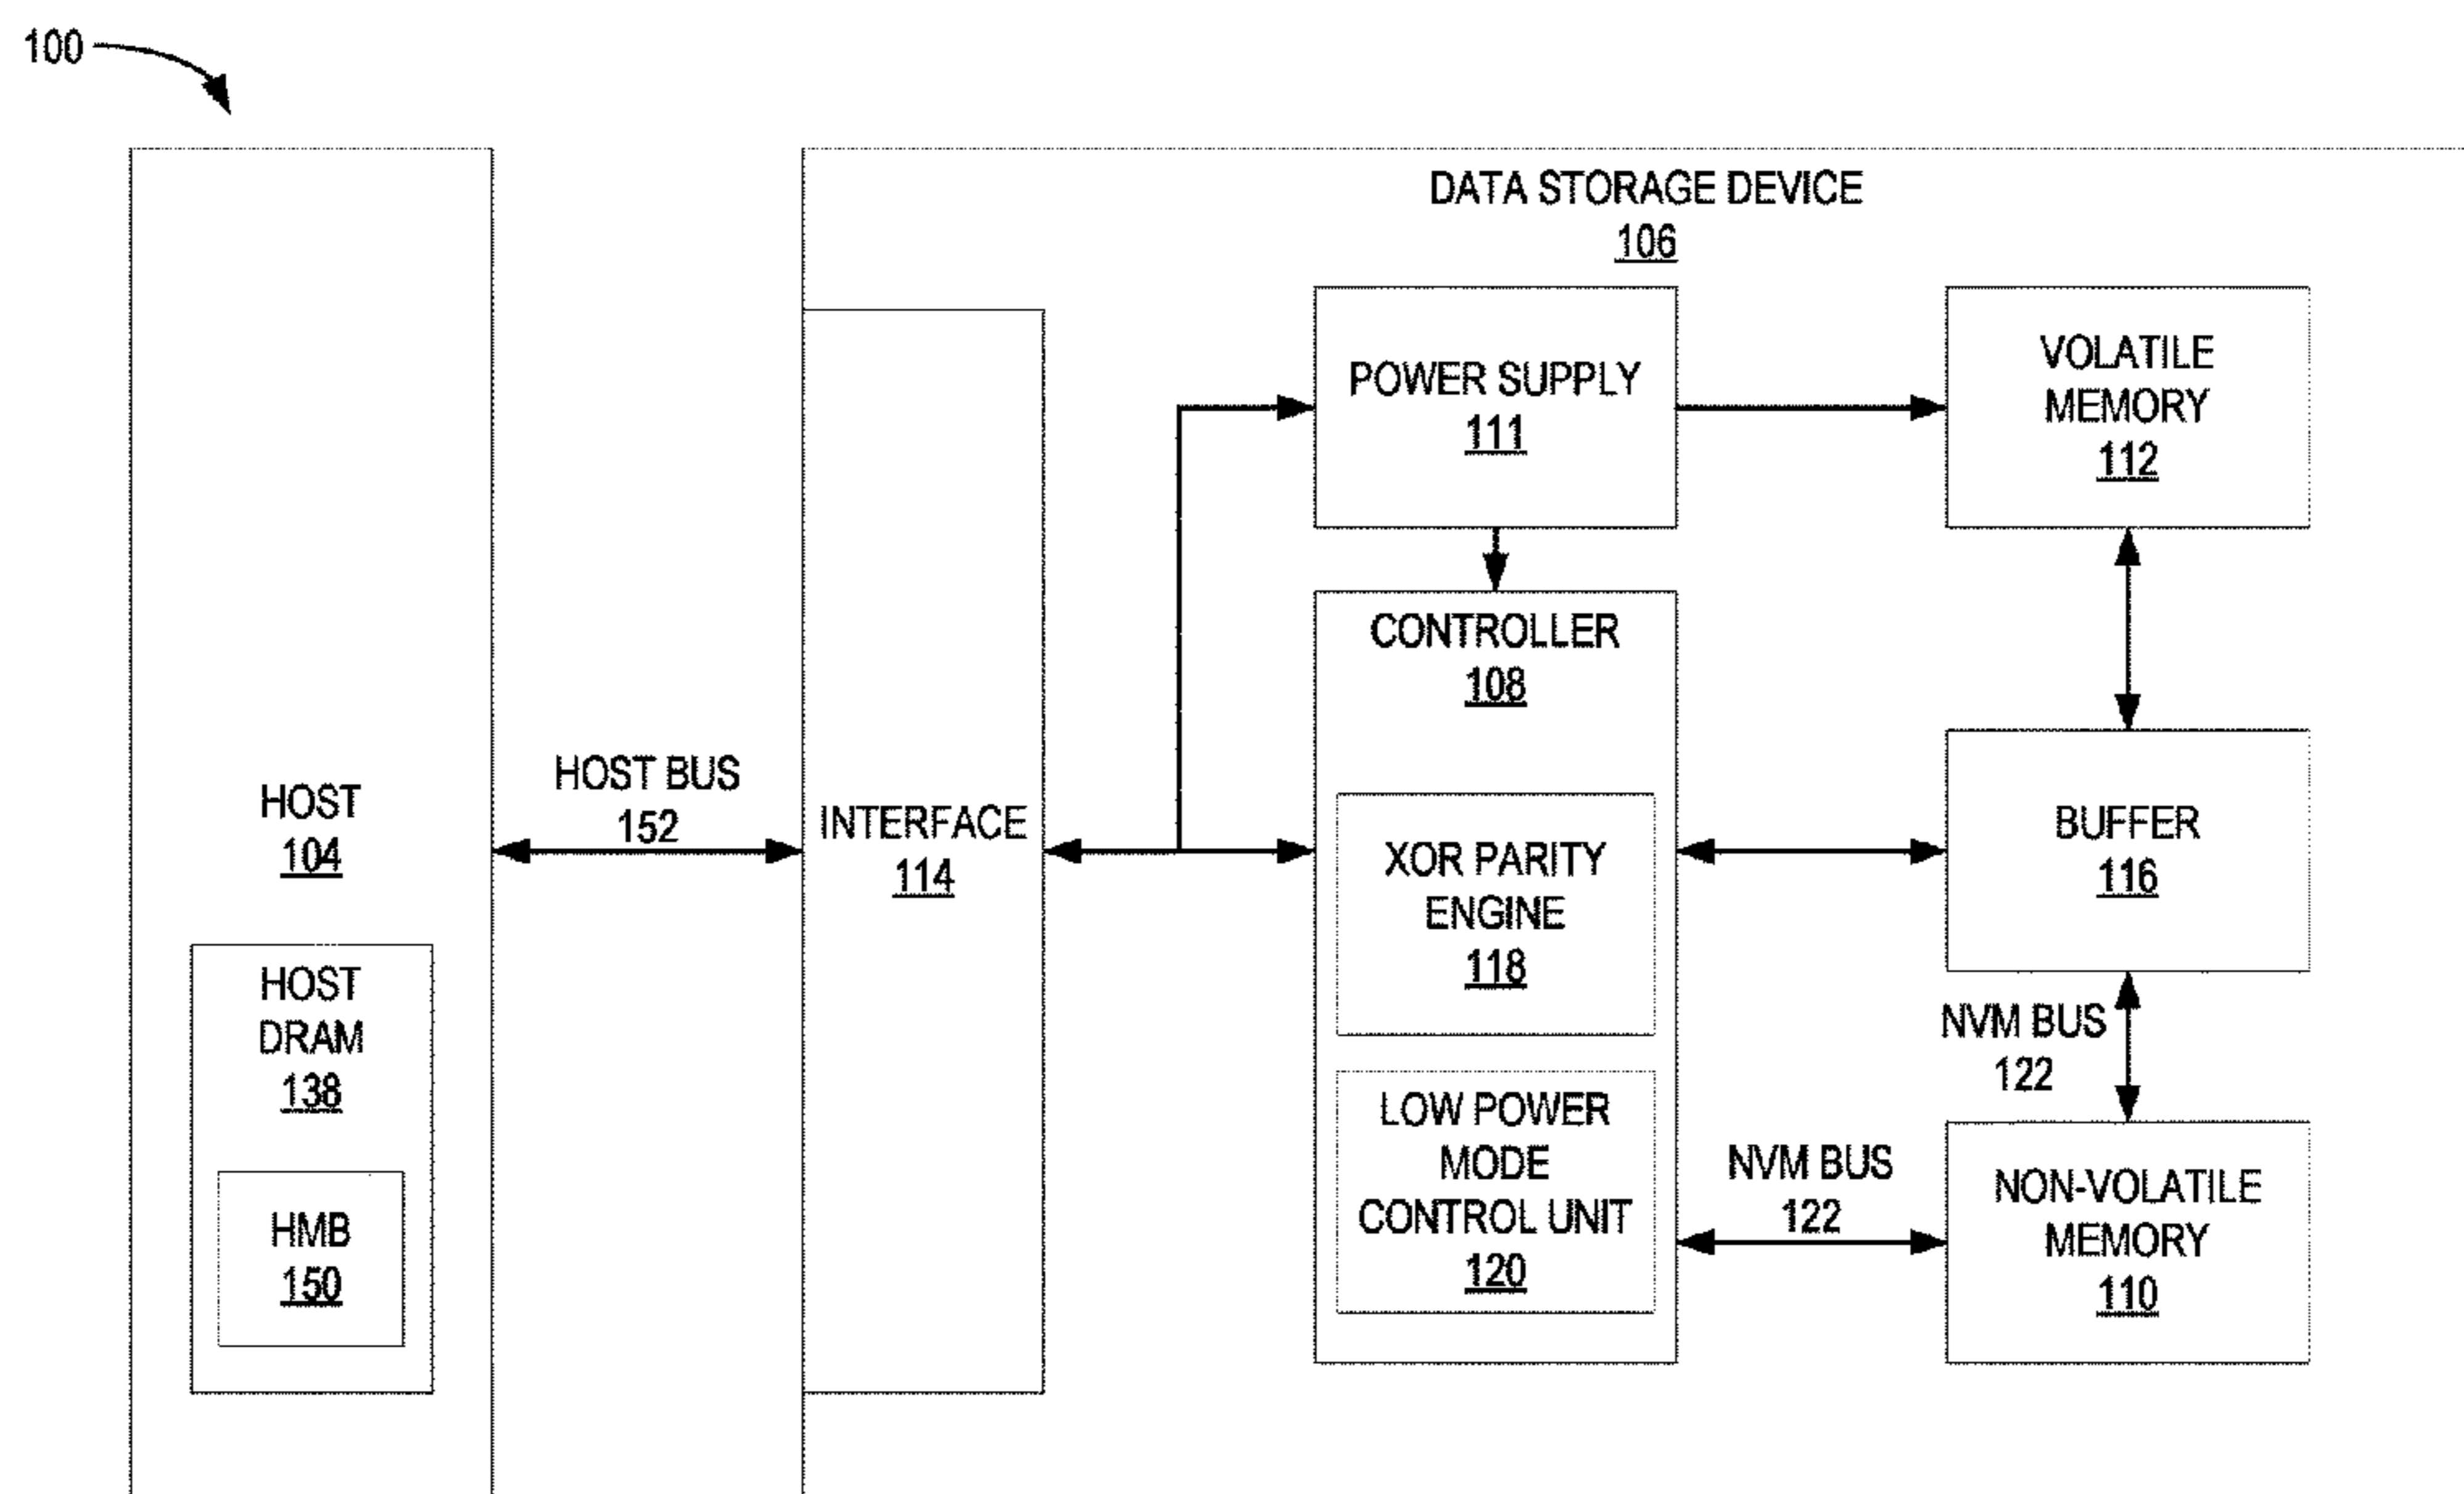 100
DATA STORAGE DEVICE
106
POWER SUPPLY
111
VOLATILE
MEMORY
112
CONTROLLER
108
HOST
104
HOST BUS
152
INTERFACE
114
XOR PARITY
ENGINE
118
BUFFER
116
HOST
DRAM
138
NVM BUS
122
LOW POWER
MODE
CONTROL UNIT
120
NVM BUS
122
NON-VOLATILE
MEMORY
110
HMB
150